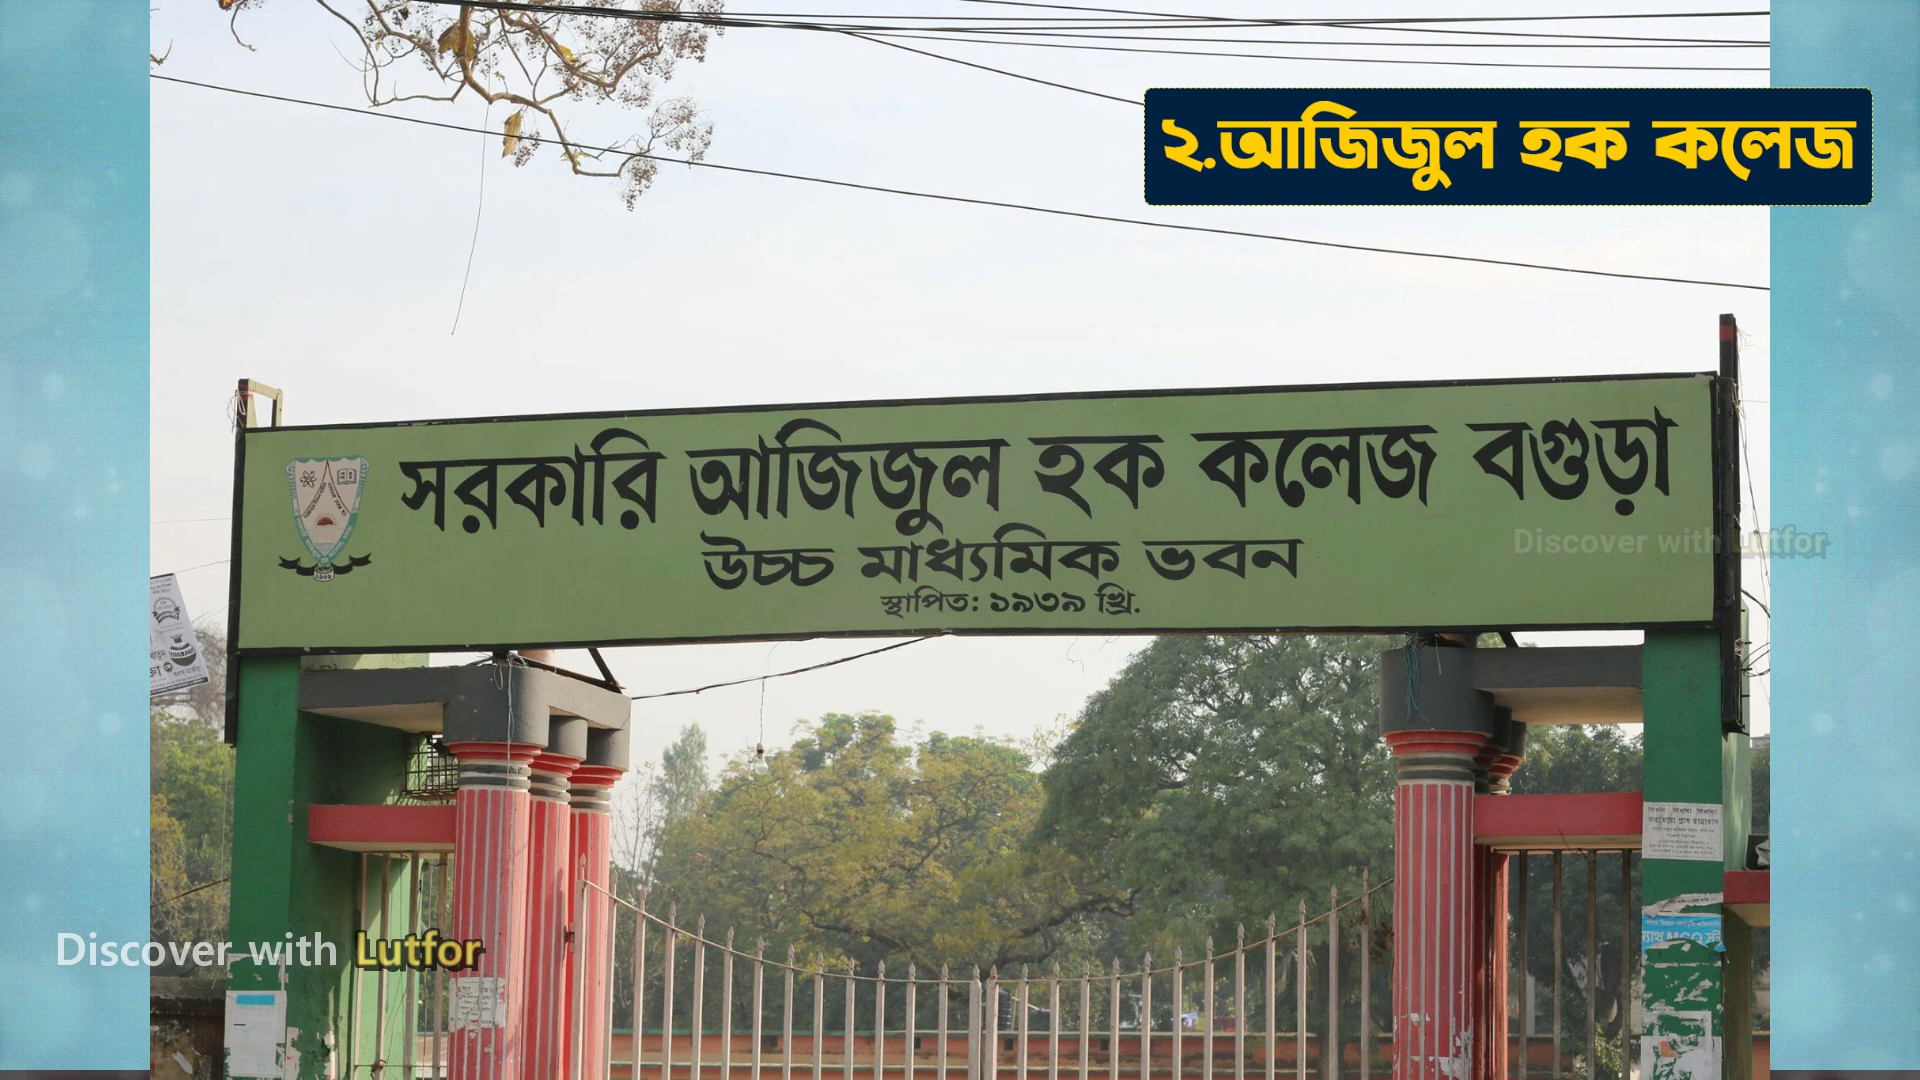 ২.আজিজুল হক কলেজ
সরকারি আজিজুল হক কলেজ বগুড়া
উচ্চ মাধ্যমিক ভবন
স্থাপিত: ১৯৩৯ খ্রি.
Discover with Lutfor
Discover with Lutfor